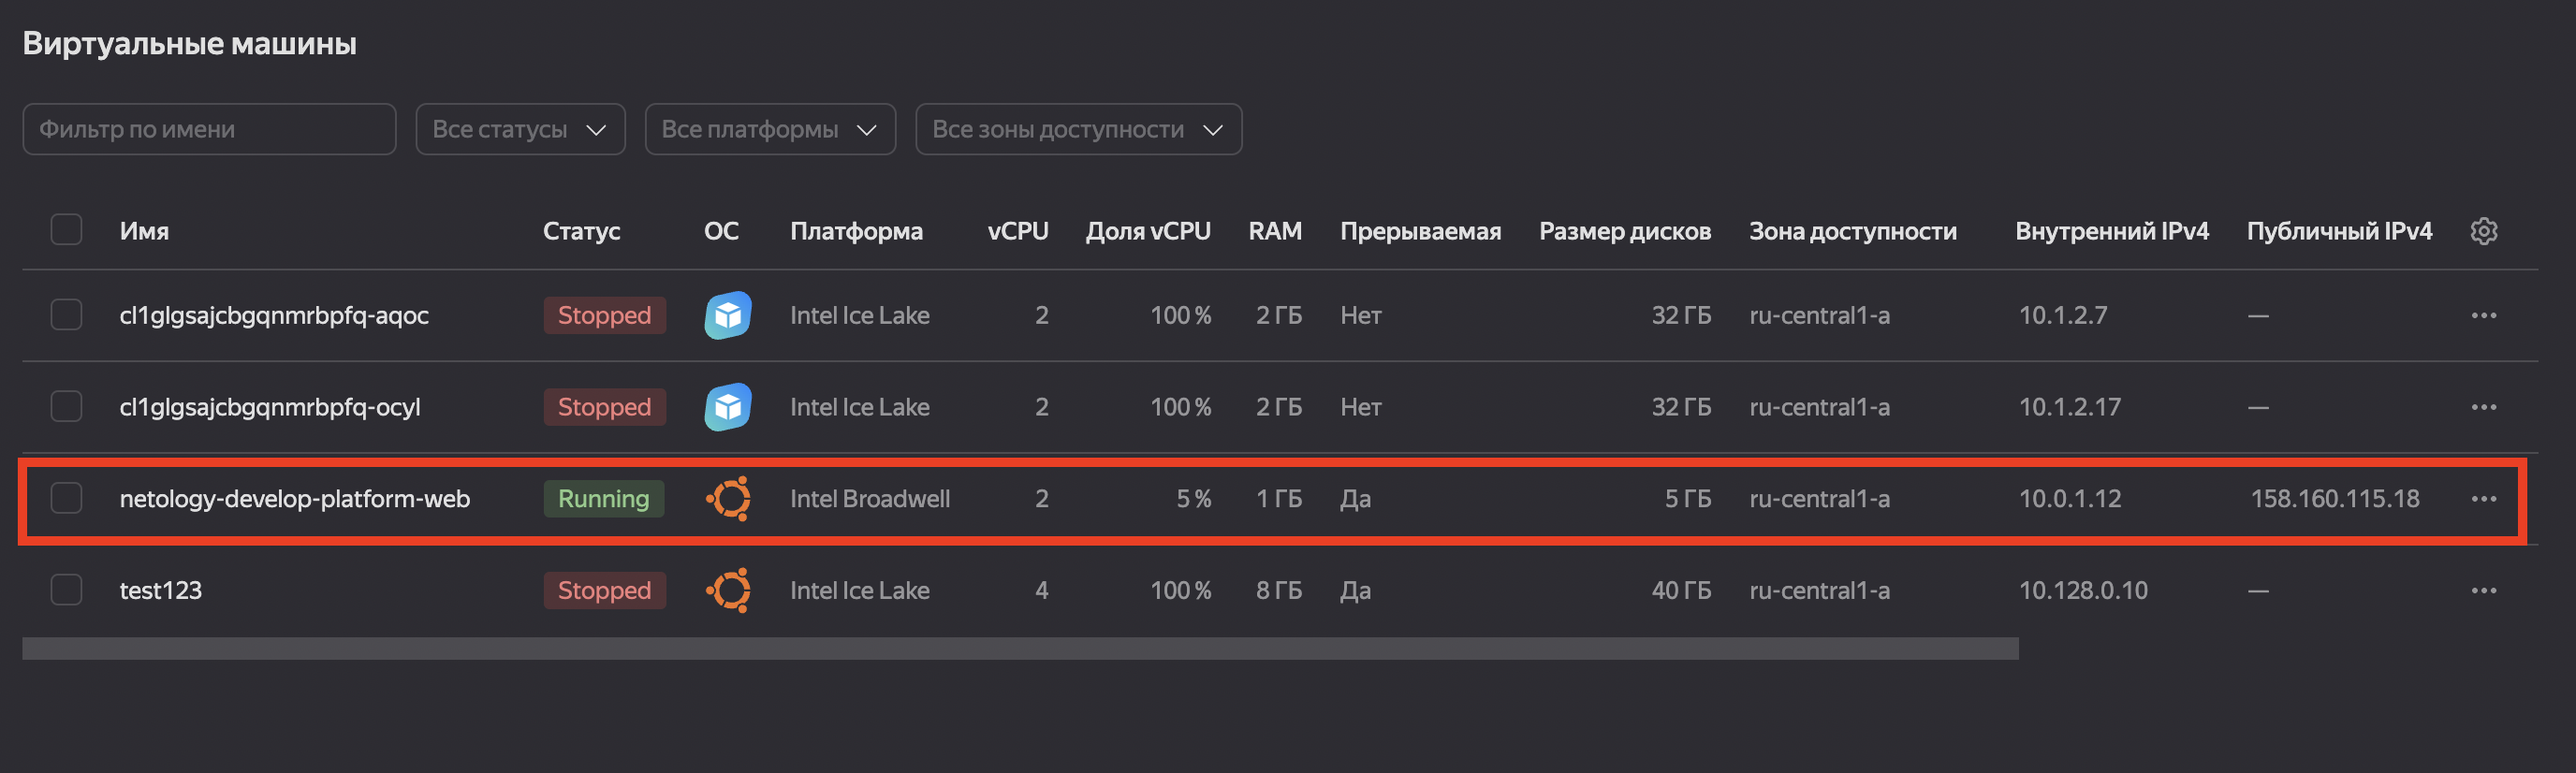 Виртуальные машины
Фильтр по имени Все статусы Все платформы Все зоны доступности
Имя Статус ОС Платформа vCPU Доля vCPU RAM Прерываемая Размер дисков Зона доступности Внутренний IPv4 Публичный IPv4
cl1glgsajcbgqnmrbpfq-aqoc Stopped Intel Ice Lake 2 100 % 2 ГБ Нет 32 ГБ ru-central1-a 10.1.2.7 —
cl1glgsajcbgqnmrbpfq-ocyl Stopped Intel Ice Lake 2 100 % 2 ГБ Нет 32 ГБ ru-central1-a 10.1.2.17 —
netology-develop-platform-web Running Intel Broadwell 2 5 % 1 ГБ Да 5 ГБ ru-central1-a 10.0.1.12 158.160.115.18
test123 Stopped Intel Ice Lake 4 100 % 8 ГБ Да 40 ГБ ru-central1-a 10.128.0.10 —